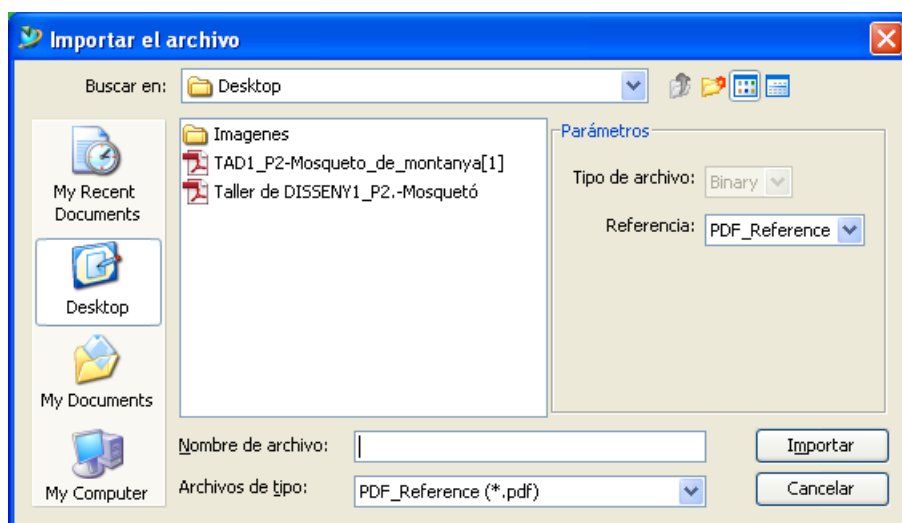 Importar el archivo
Buscar en:
Desktop
My Recent
Documents
Desktop
My Documents
My Computer
Imagenes
TAD1_P2-Mosqueto_de_montanya[1]
Taller de DISSENY1_P2.-Mosquetó
Parámetros
Tipo de archivo: Binary
Referencia: PDF_Reference
Nombre de archivo:
Importar
Archivos de tipo: PDF_Reference (*.pdf)
Cancelar